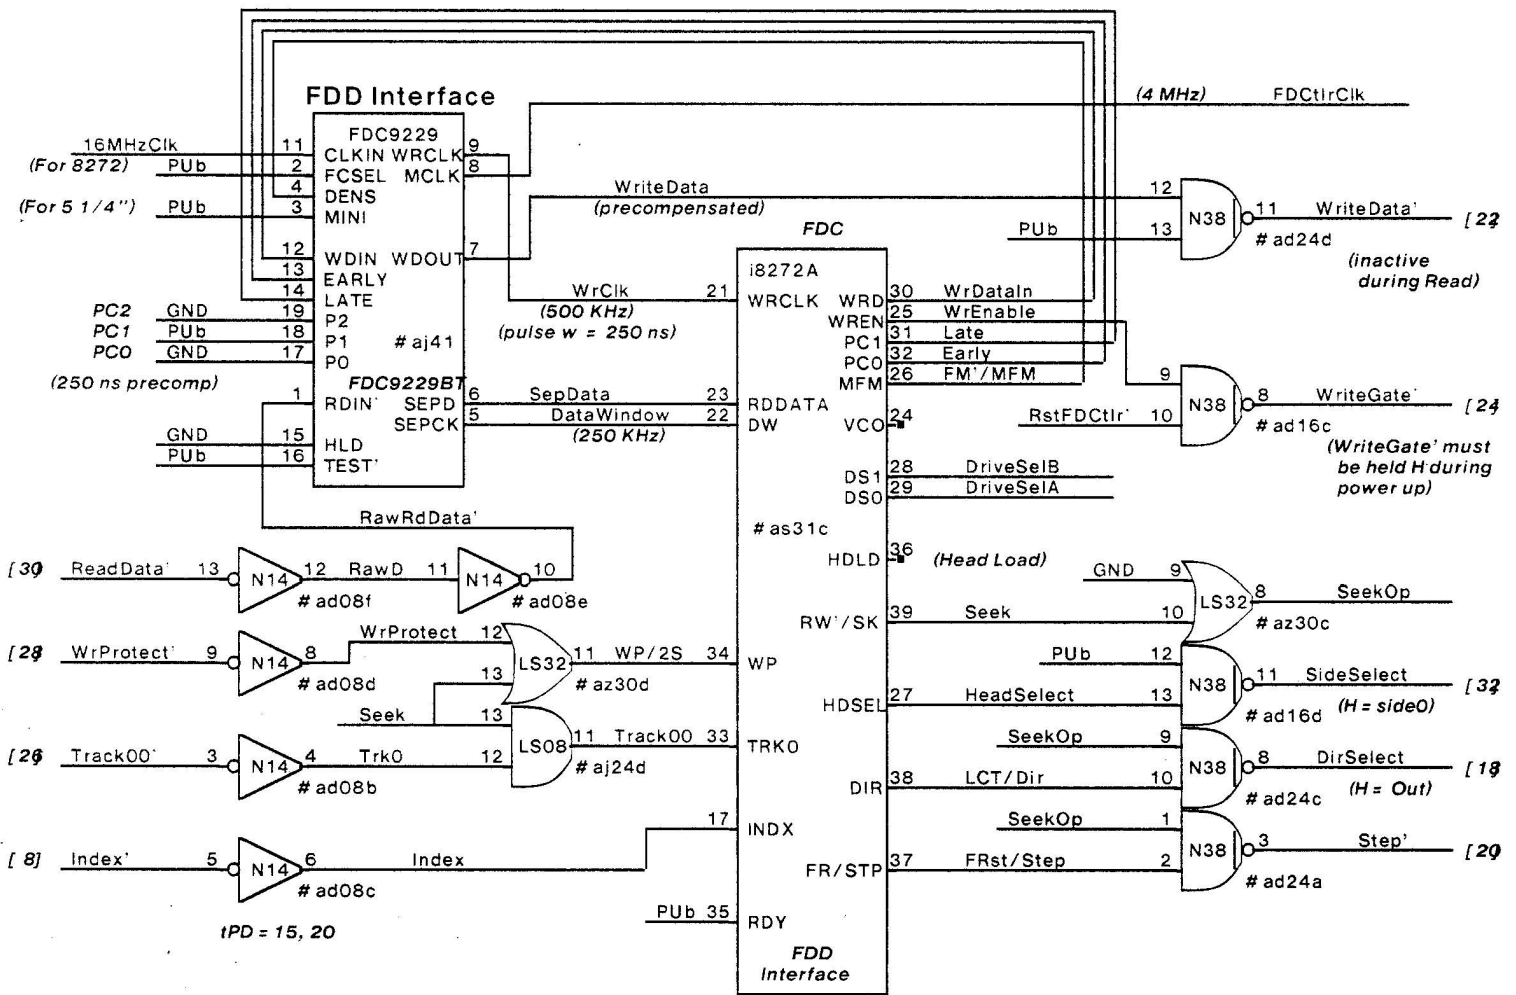 FDD Interface
(4 MHz) FDCtlrClk
FDC9229
16MHzClk 11 CLKIN WRCLK 9
(For 8272) PUb 2 FCSEL MCLK 8
4 DENS
(For 5 1/4") PUb 3 MINI
WriteData 12
(precompensated)
N38 11 WriteData' [22]
PUb 13
# ad24d
(inactive
during Read)
12 WDIN WDOUT 7
13 EARLY
14 LATE
PC2 GND 19 P2
PC1 PUb 18 P1
PC0 GND 17 P0
# aj41
(250 ns precomp)
FDC9229BT
1 RDIN' SEPD 6 SepData 23
SEPCK 5 DataWindow 22
(250 KHz)
GND 15 HLD
PUb 16 TEST'
FDC
i8272A
WrClk 21 WRCLK WRD 30 WrDataIn
(500 KHz)
(pulse w = 250 ns)
WREN 25 WrEnable
PC1 31 Late
PC0 32 Early
MFM 26 FM'/MFM
RDDATA
DW VCO 24
9
N38 8 WriteGate' [24]
RstFDCtlr' 10
# ad16c
(WriteGate' must
be held H during
power up)
DS1 28 DriveSelB
DS0 29 DriveSelA
# as31c
HDLD 36 (Head Load)
RawRdData'
[30] ReadData' 13 N14 12 RawD 11 N14 10
# ad08f # ad08e
GND 9
LS32 8 SeekOp
RW'/SK 39 Seek 10
# az30c
WrProtect 12
[28] WrProtect' 9 N14 8
# ad08d
LS32 11 WP/2S 34 WP
13
# az30d
PUb 12
N38 11 SideSelect [32]
HDSEL 27 HeadSelect 13
# ad16d (H = side0)
Seek 13
LS08 11 Track00 33 TRK0
[26] Track00' 3 N14 4 Trk0 12
# ad08b # aj24d
SeekOp 9
N38 8 DirSelect [18]
DIR 38 LCT/Dir 10
# ad24c (H = Out)
17 INDX
[8] Index' 5 N14 6 Index
# ad08c
SeekOp 1
N38 3 Step' [20]
FR/STP 37 FRst/Step 2
# ad24a
PUb 35 RDY
tPD = 15, 20
FDD
Interface